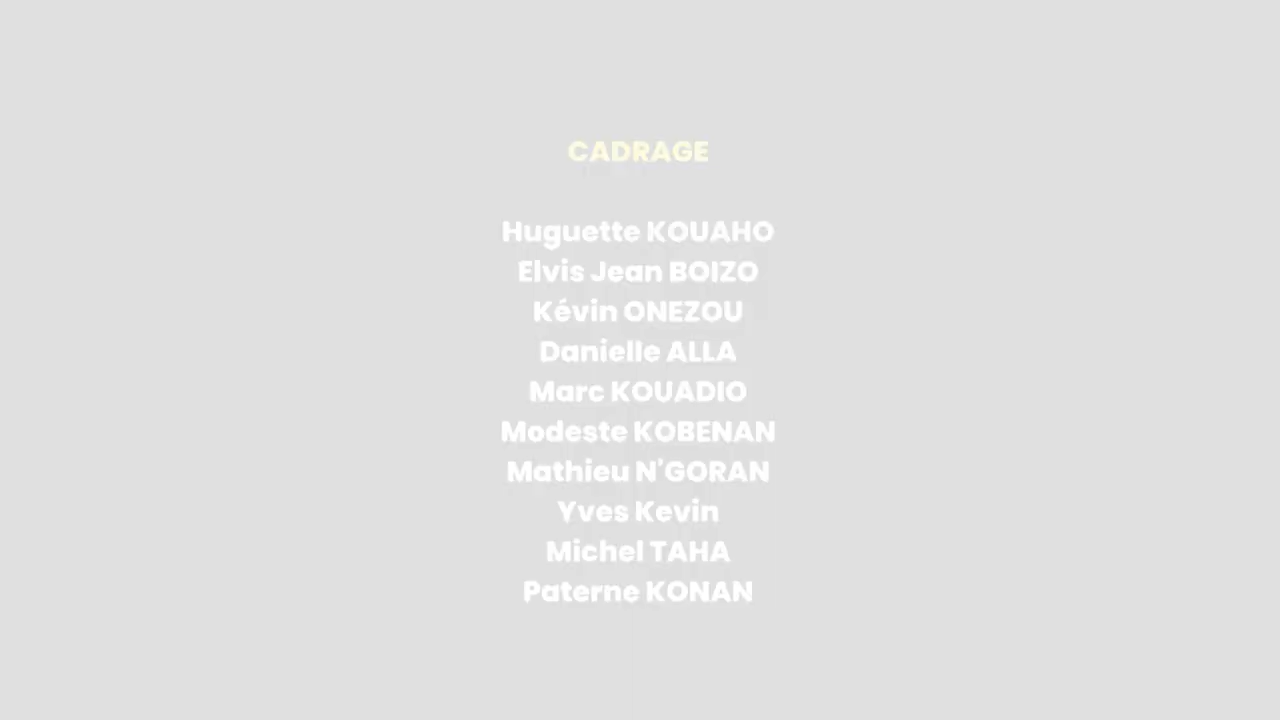 CADRAGE
Huguette KOUAHO
Elvis Jean BOIZO
Kévin ONEZOU
Danielle ALLA
Marc KOUADIO
Modeste KOBENAN
Mathieu N'GORAN
Yves Kevin
Michel TAHA
Paterne KONAN